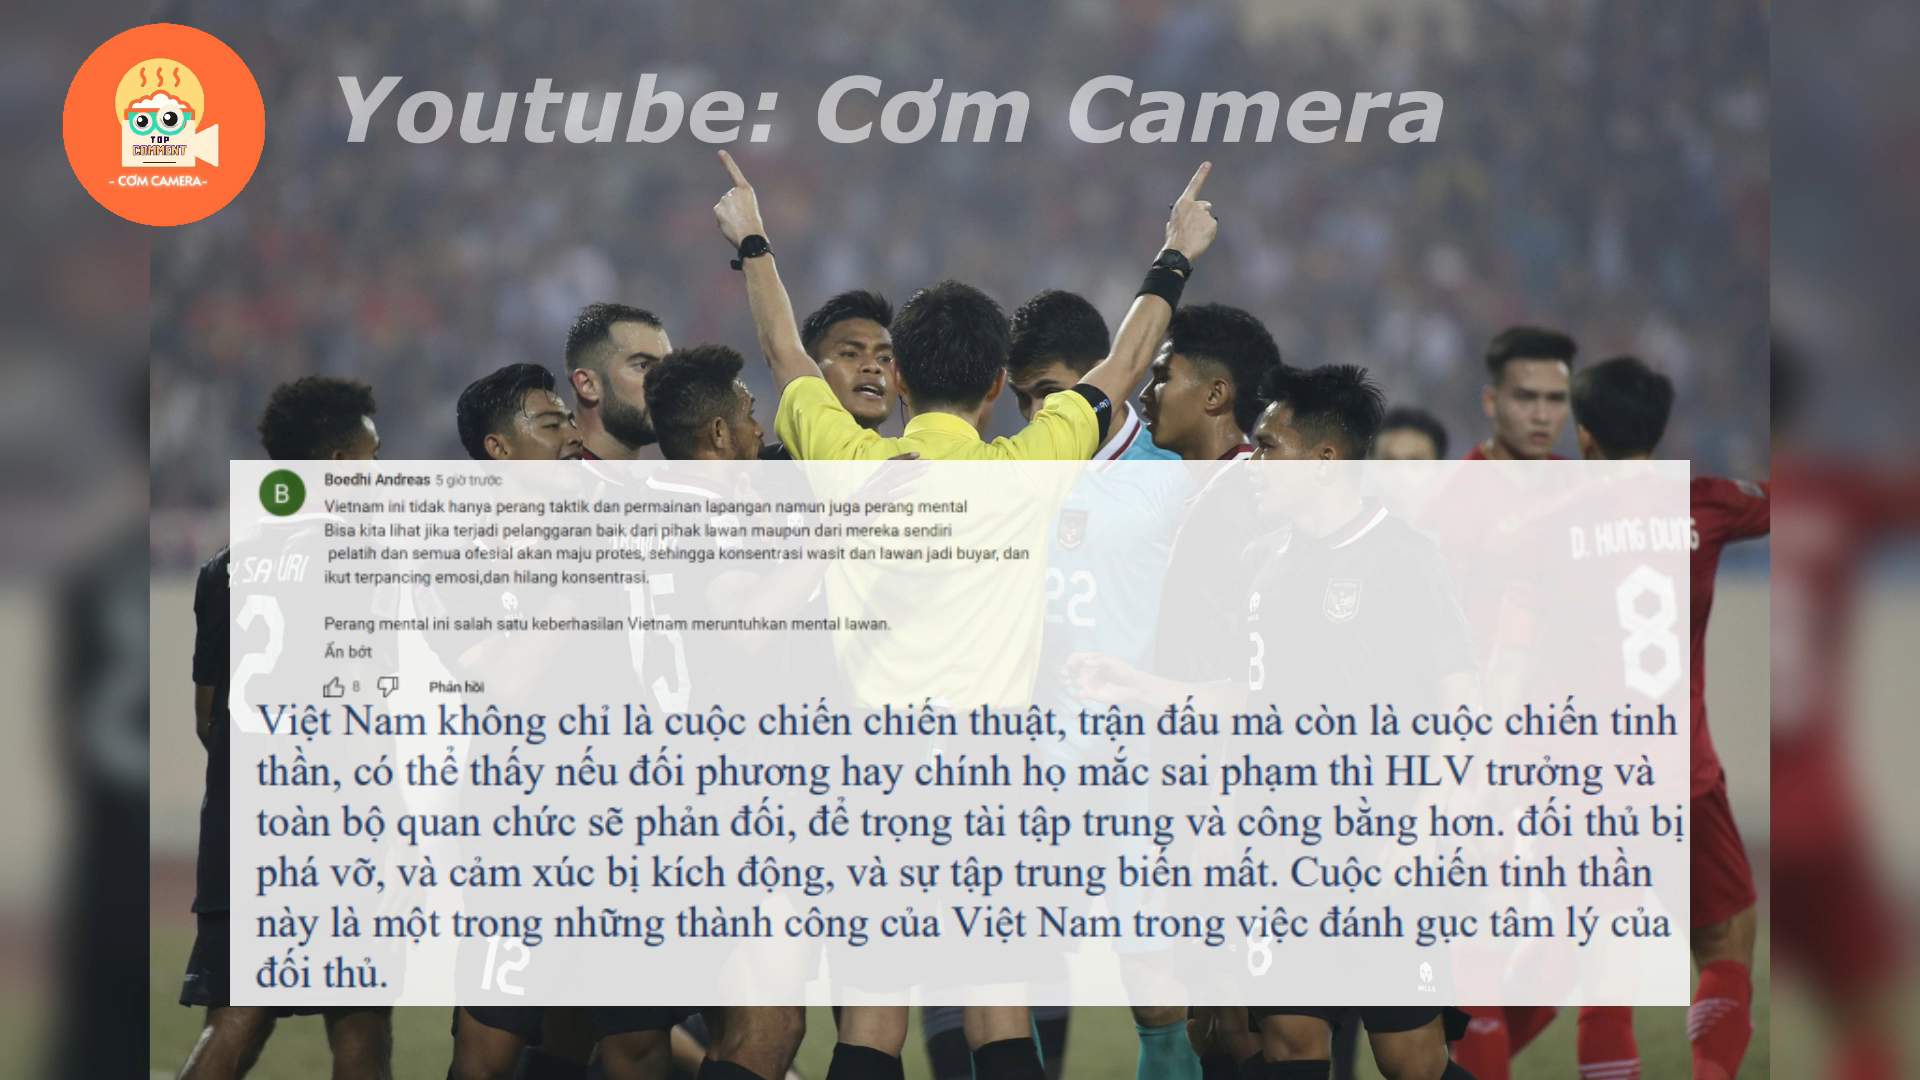 Youtube: Cơm Camera
TOP
COMMENT
- CƠM CAMERA-
B
Boedhi Andreas 5 giờ trước
Vietnam ini tidak hanya perang taktik dan permainan lapangan namun juga perang mental
Bisa kita lihat jika terjadi pelanggaran baik dari pihak lawan maupun dari mereka sendiri
pelatih dan semua ofesial akan maju protes, sehingga konsentrasi wasit dan lawan jadi buyar, dan
ikut terpancing emosi,dan hilang konsentrasi.
Perang mental ini salah satu keberhasilan Vietnam meruntuhkan mental lawan.
Ẩn bớt
8 Phản hồi
Việt Nam không chỉ là cuộc chiến chiến thuật, trận đấu mà còn là cuộc chiến tinh
thần, có thể thấy nếu đối phương hay chính họ mắc sai phạm thì HLV trưởng và
toàn bộ quan chức sẽ phản đối, để trọng tài tập trung và công bằng hơn. đối thủ bị
phá vỡ, và cảm xúc bị kích động, và sự tập trung biến mất. Cuộc chiến tinh thần
này là một trong những thành công của Việt Nam trong việc đánh gục tâm lý của
đối thủ.
Y. SAYURI
2
15
22
D. HUNG DUNG
8
12
8